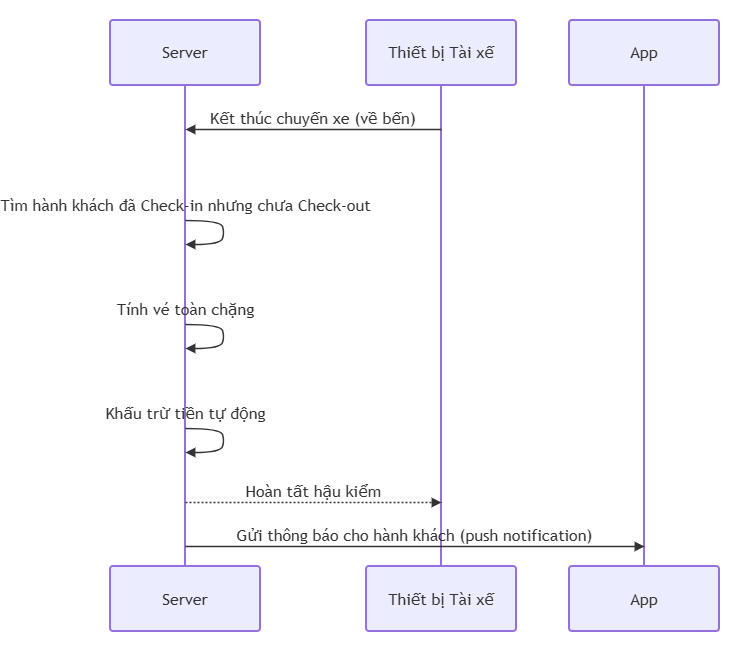 Server
Thiết bị Tài xế
App
Kết thúc chuyến xe (về bến)
Tìm hành khách đã Check-in nhưng chưa Check-out
Tính vé toàn chặng
Khấu trừ tiền tự động
Hoàn tất hậu kiểm
Gửi thông báo cho hành khách (push notification)
Server
Thiết bị Tài xế
App